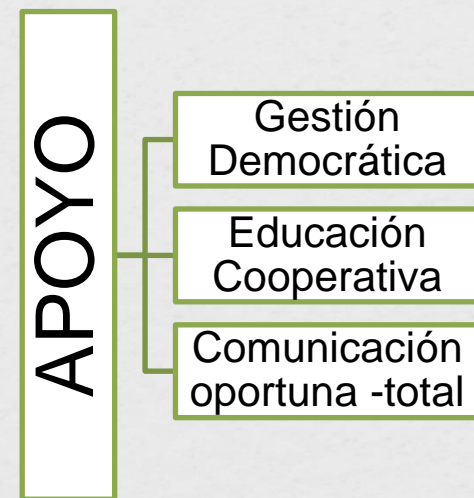 APOYO
Gestión
Democrática
Educación
Cooperativa
Comunicación
oportuna -total